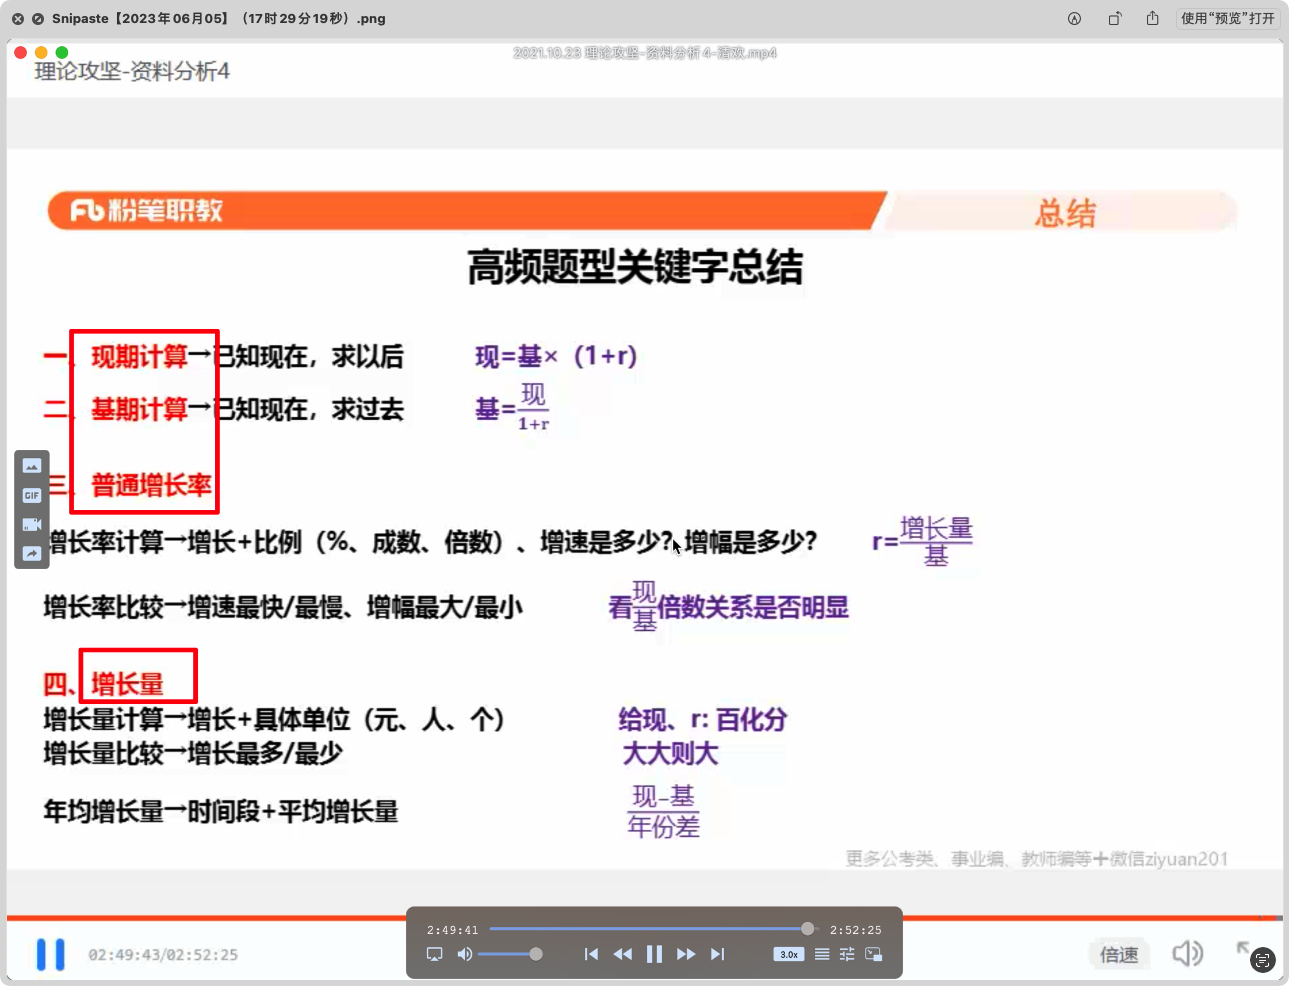 Snipaste【2023年06月05】（17时29分19秒）.png
使用“预览”打开
2021.10.23 理论攻坚-资料分析 4-清欢.mp4
理论攻坚-资料分析4
粉笔职教
总结
高频题型关键字总结
一、现期计算→已知现在，求以后 现=基×（1+r）
二、基期计算→已知现在，求过去 基=现/1+r
三、普通增长率
增长率计算→增长+比例（%、成数、倍数）、增速是多少？增幅是多少？ r=增长量/基
增长率比较→增速最快/最慢、增幅最大/最小 看现/基倍数关系是否明显
四、增长量
增长量计算→增长+具体单位（元、人、个） 给现、r: 百化分
增长量比较→增长最多/最少 大大则大
年均增长量→时间段+平均增长量 现-基/年份差
更多公考类、事业编、教师编等+微信ziyuan201
GIF
2:49:41
2:52:25
3.0x
02:49:43/02:52:25
倍速